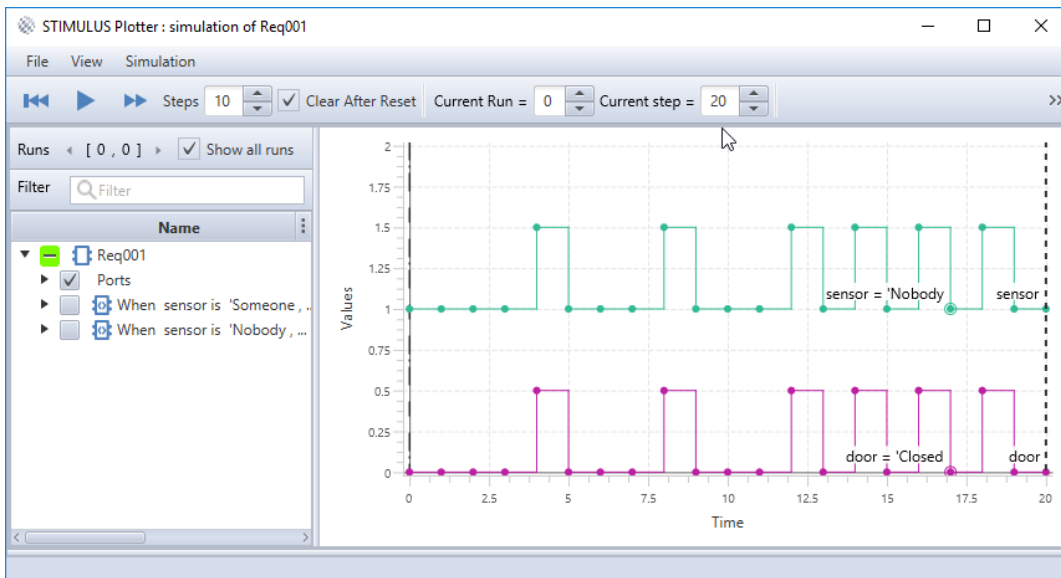 STIMULUS Plotter : simulation of Req001
File View Simulation
Steps 10 Clear After Reset Current Run = 0 Current step = 20 >>
Runs [ 0 , 0 ] Show all runs
Filter Filter
Name
Req001
Ports
When sensor is 'Someone , ..
When sensor is 'Nobody , ...
Values
2
1.75
1.5
1.25
1
0.75
0.5
0.25
0
sensor = 'Nobody sensor
door = 'Closed door
0 2.5 5 7.5 10 12.5 15 17.5 20
Time